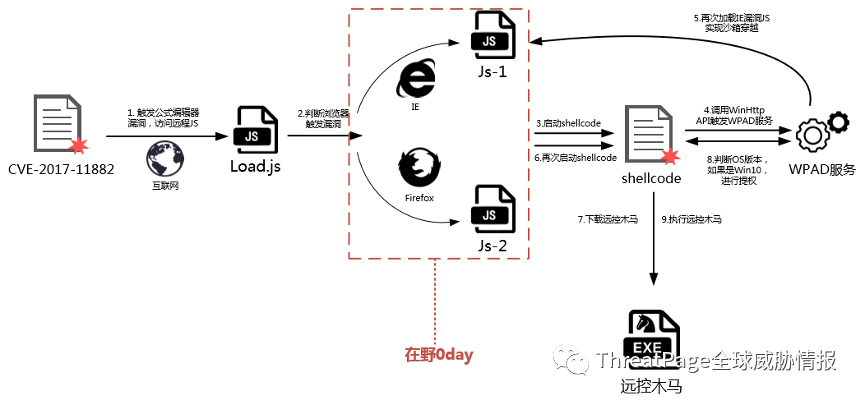 5.再次加载IE漏洞JS
实现沙箱穿越
JS
Js-1
IE
1. 触发公式编辑器
漏洞，访问远程JS
2.判断浏览器
触发漏洞
3.启动shellcode
4.调用WinHttp
API触发WPAD服务
JS
CVE-2017-11882
互联网
Load.js
6.再次启动shellcode
shellcode
8.判断OS版本，
如果是Win10，
进行提权
WPAD服务
Firefox
JS
Js-2
7.下载远控木马
9.执行远控木马
在野0day
EXE
远控木马
ThreatPage全球威胁情报